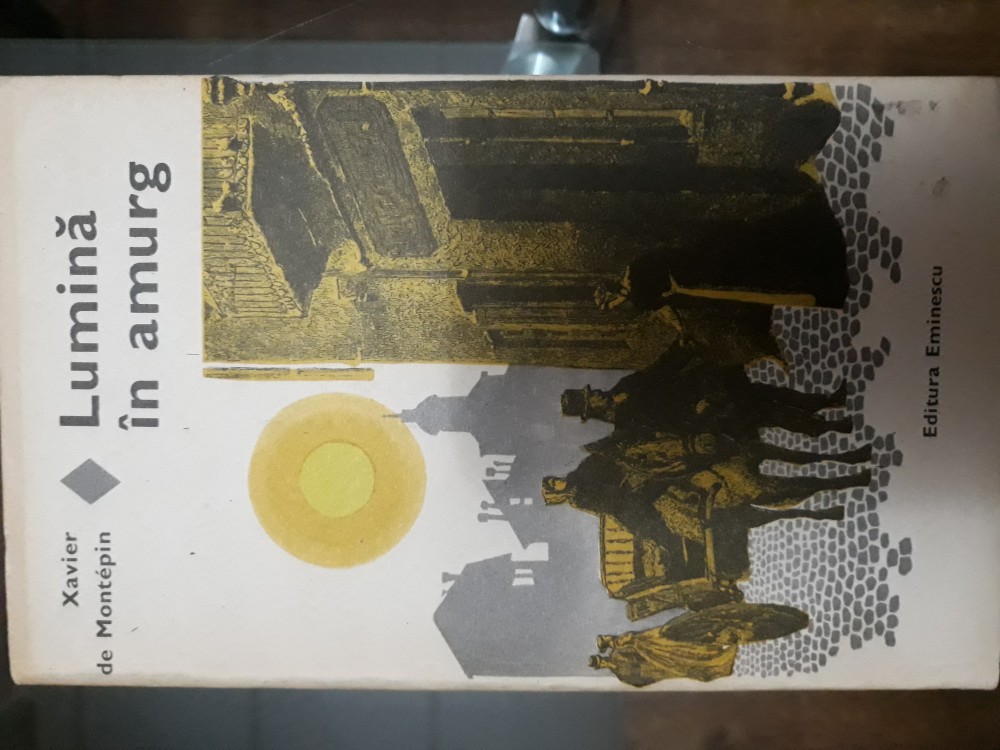 Xavier
de Montépin
Lumină
în amurg
Editura Eminescu